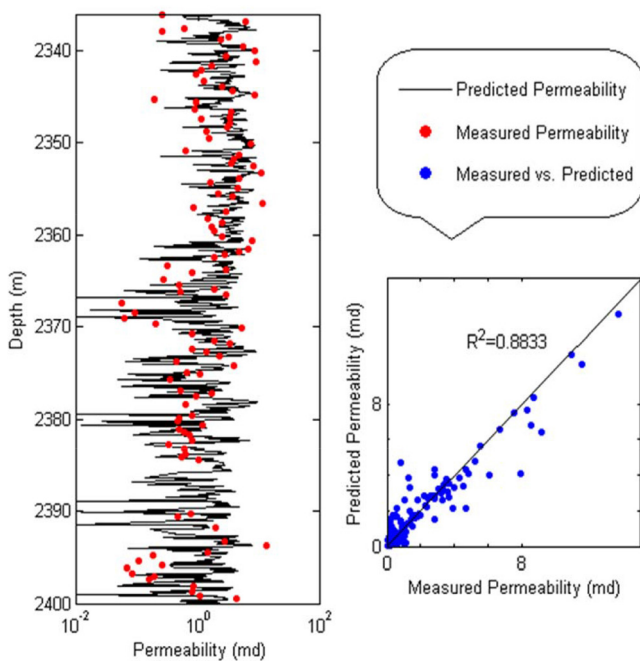 2340
2350
2360
2370
2380
2390
2400
Depth (m)
10⁻² 10⁰ 10²
Permeability (md)
Predicted Permeability
Measured Permeability
Measured vs. Predicted
R²=0.8833
8
0
0 8
Predicted Permeability (md)
Measured Permeability (md)